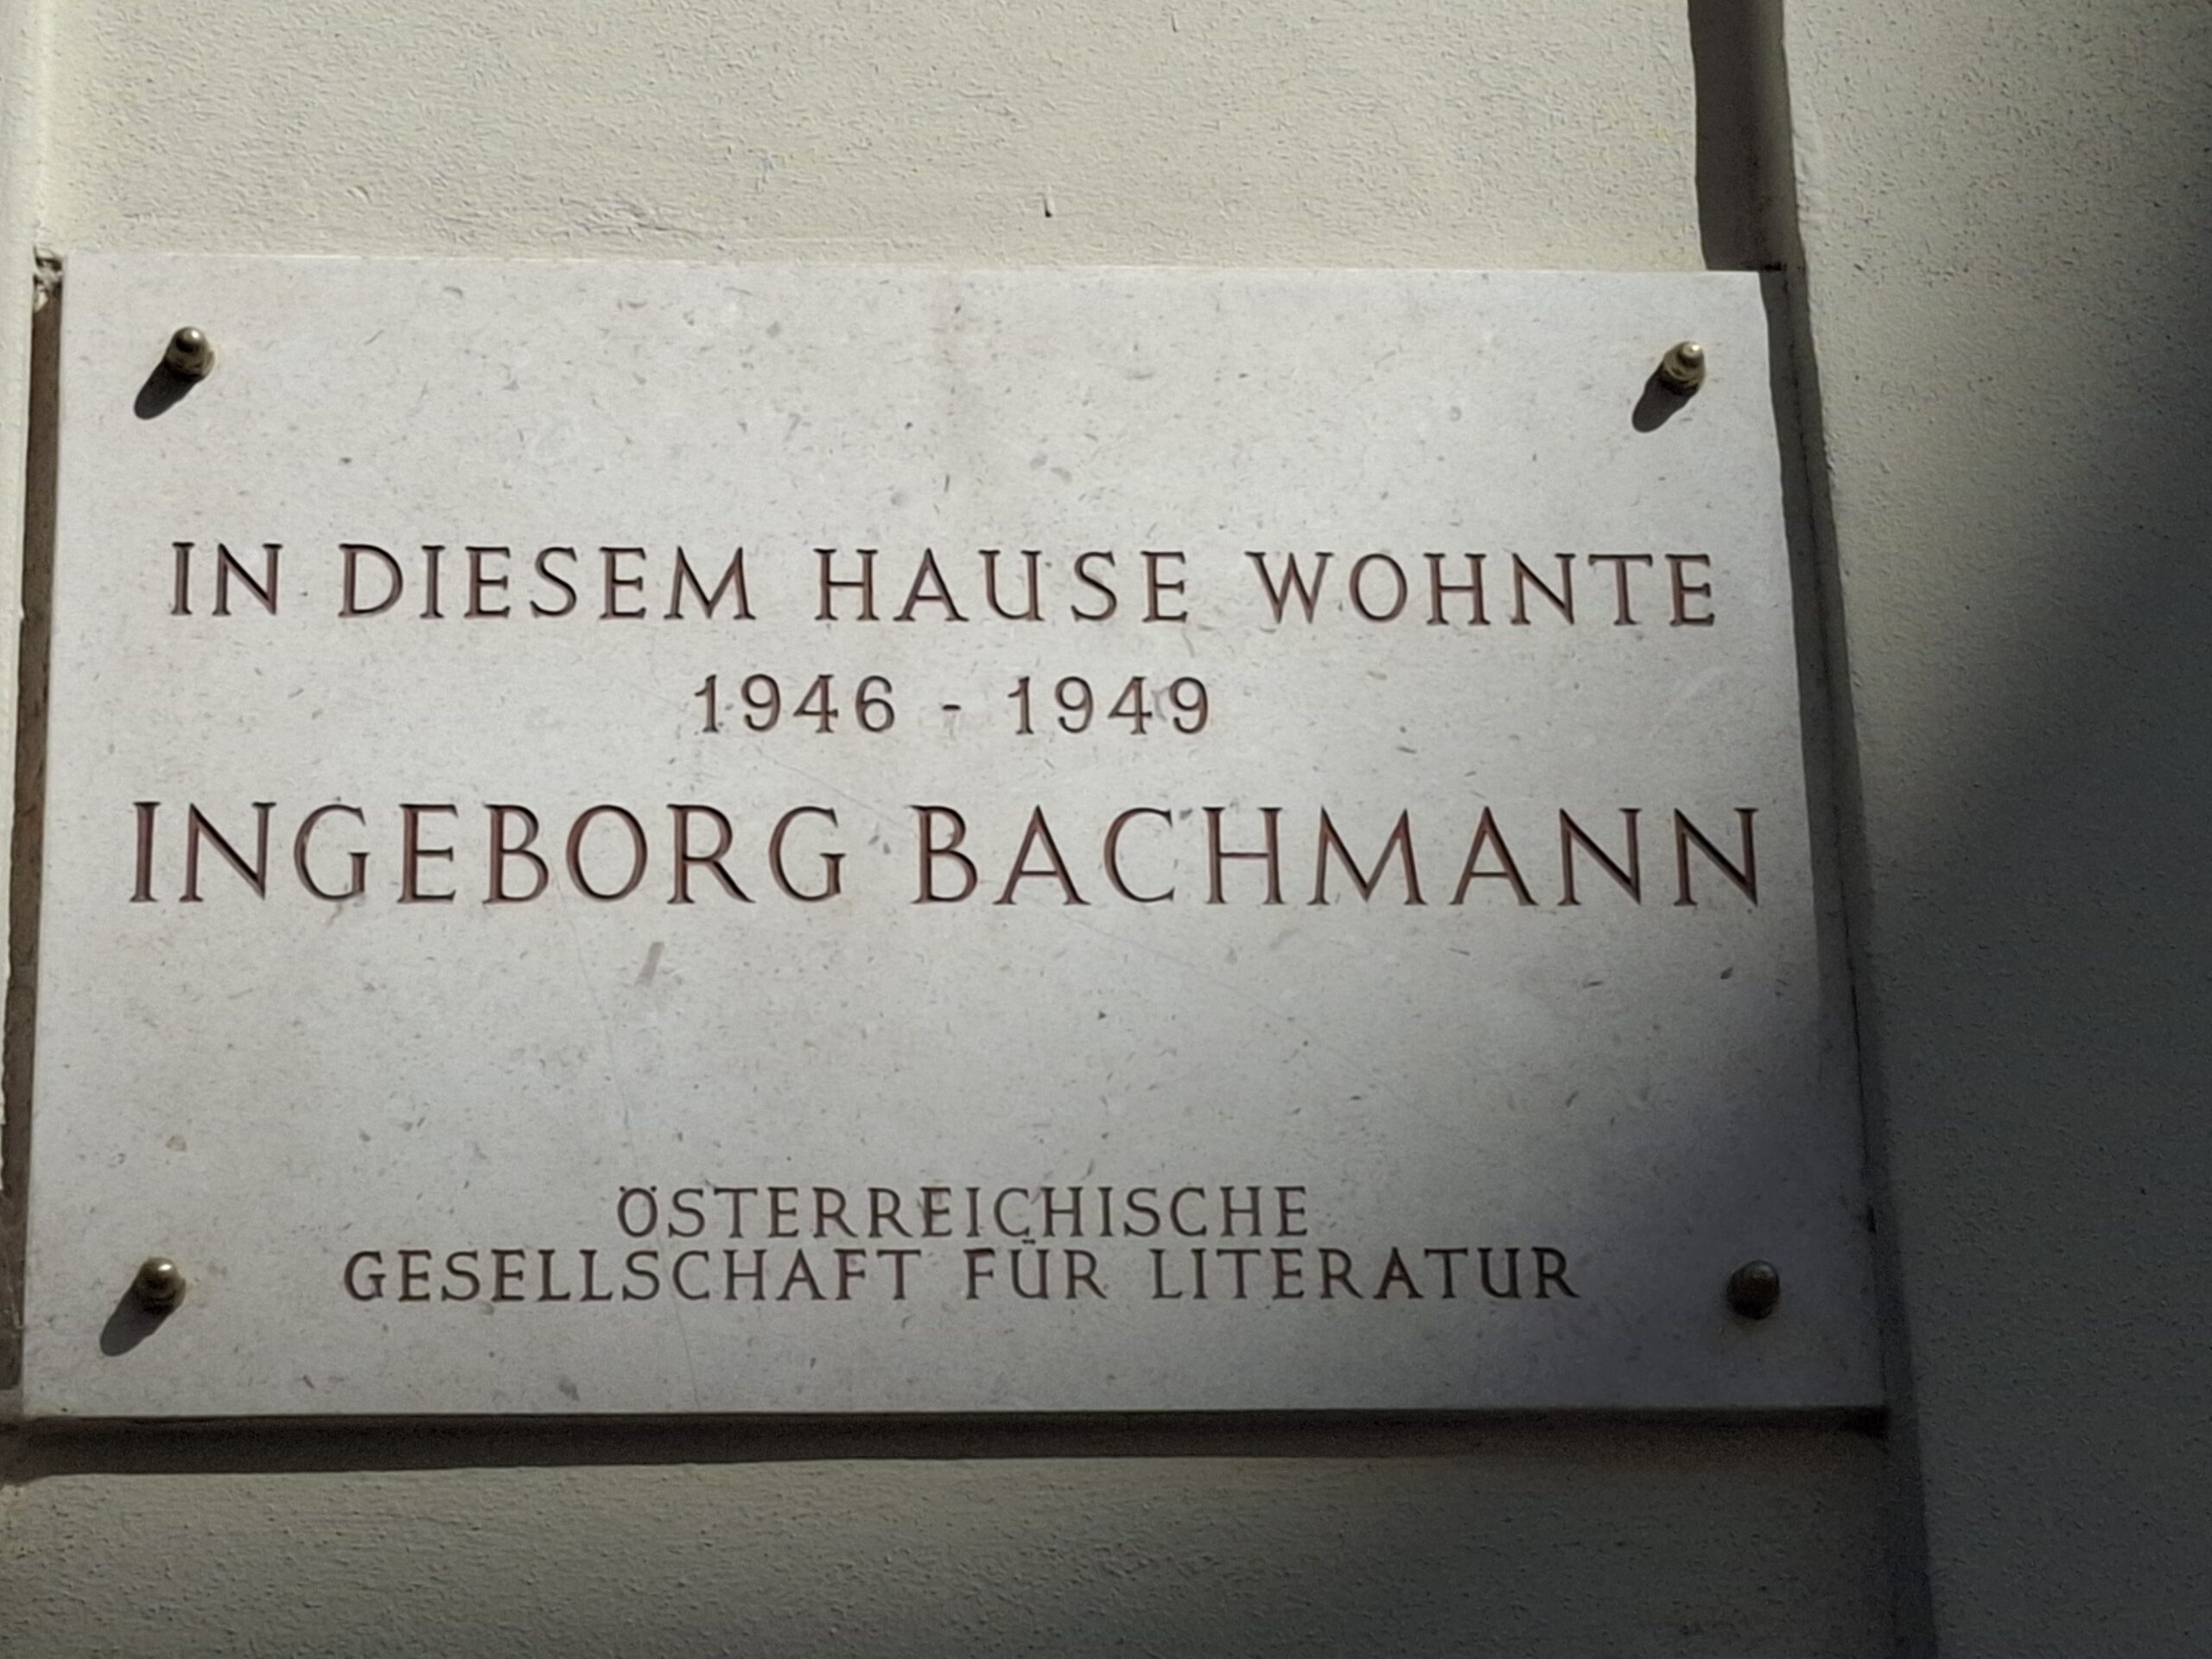 IN DIESEM HAUSE WOHNTE
1946 - 1949
INGEBORG BACHMANN
ÖSTERREICHISCHE
GESELLSCHAFT FÜR LITERATUR